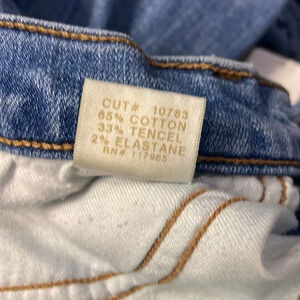 CUT# 10763
65% COTTON
33% TENCEL
2% ELASTANE
RN# 117965